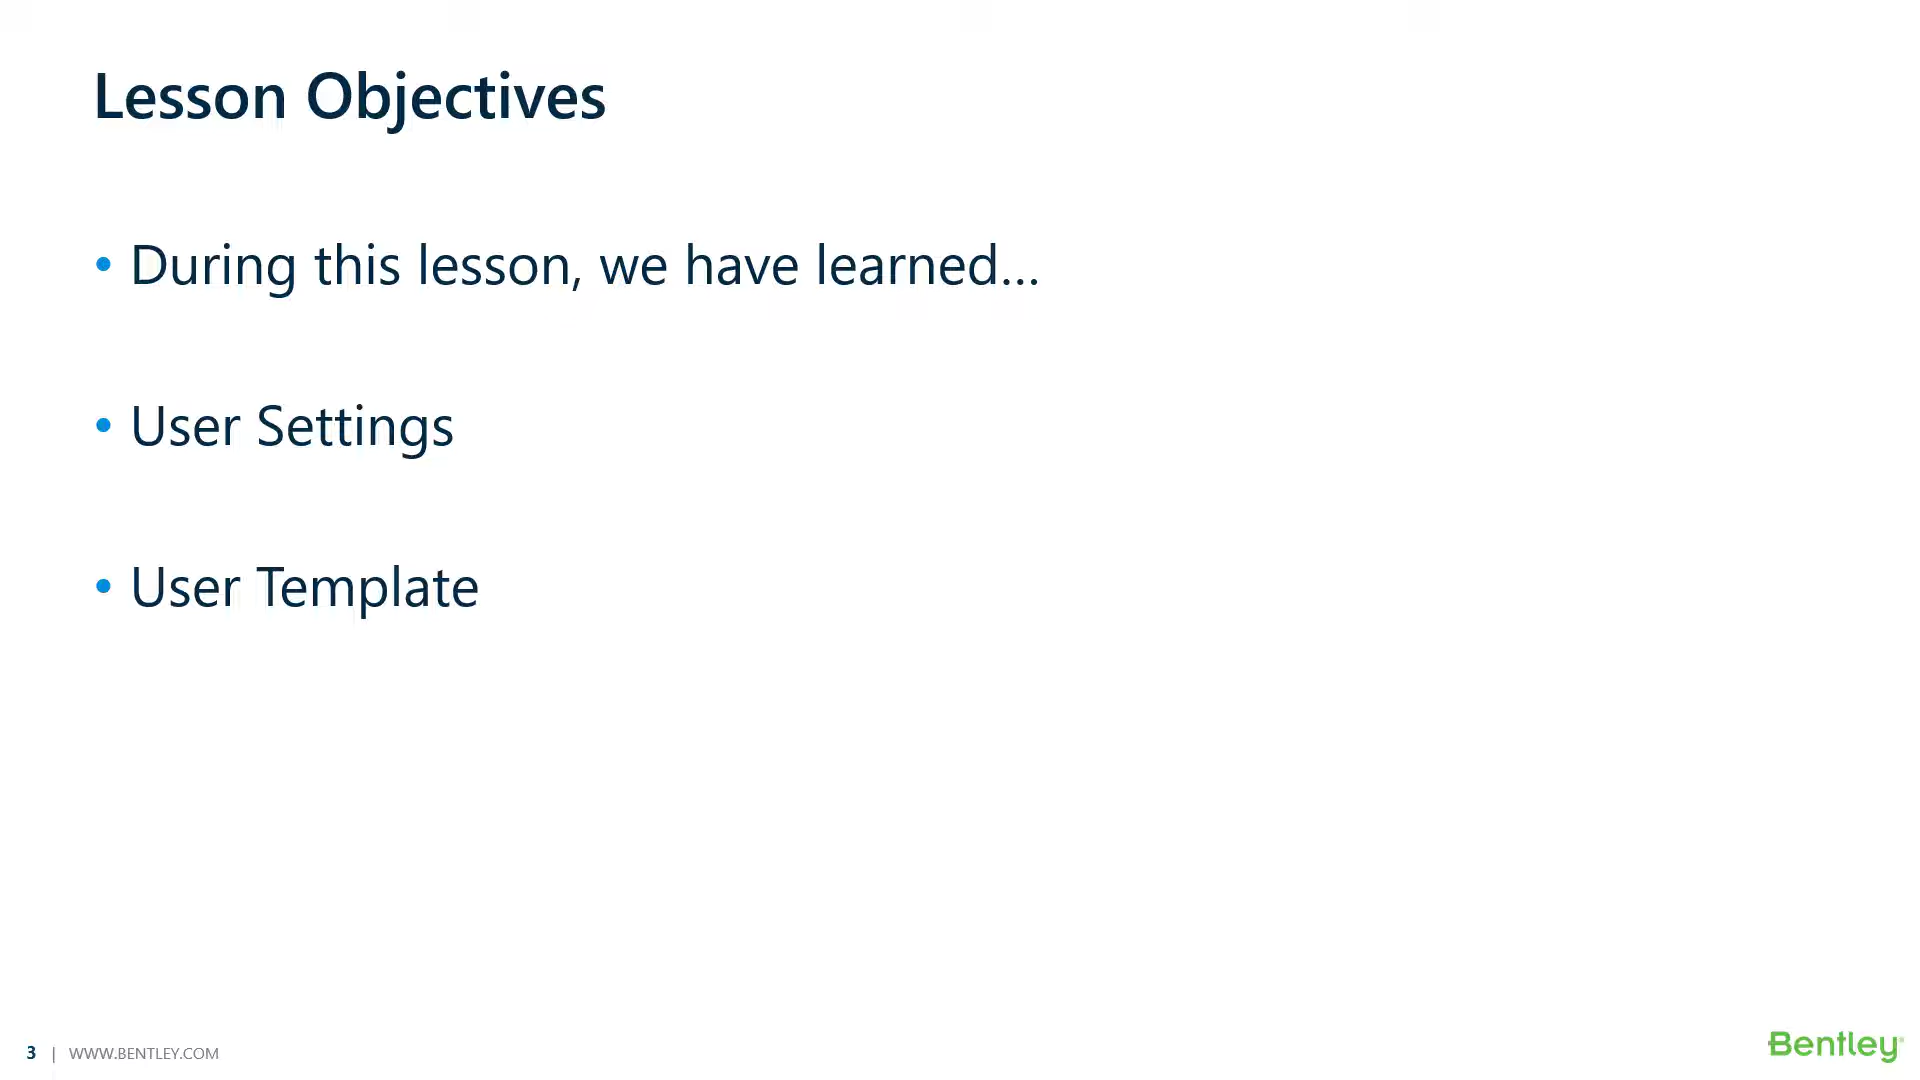 Lesson Objectives
• During this lesson, we have learned...
• User Settings
• User Template
3 | WWW.BENTLEY.COM
Bentley®